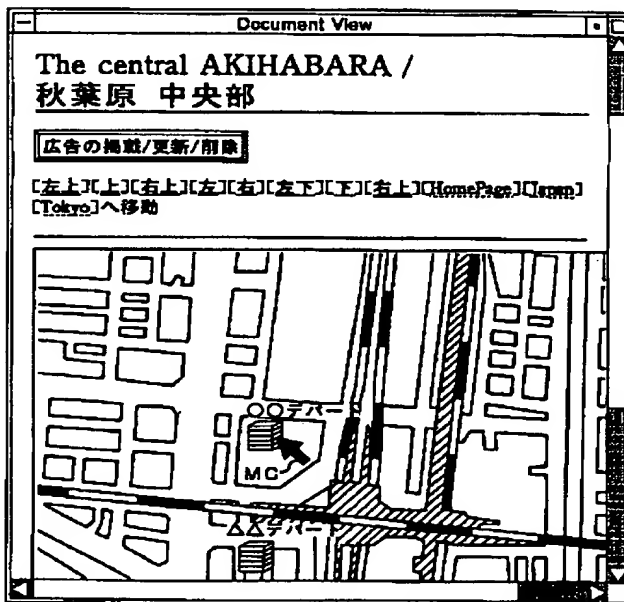 Document View
The central AKIHABARA /
秋葉原 中央部
広告の掲載/更新/削除
[左上][上][右上][左][右][左下][下][右上][HomePage][Japan]
[Tokyo]へ移動
○○デパート
MC
△△デパート